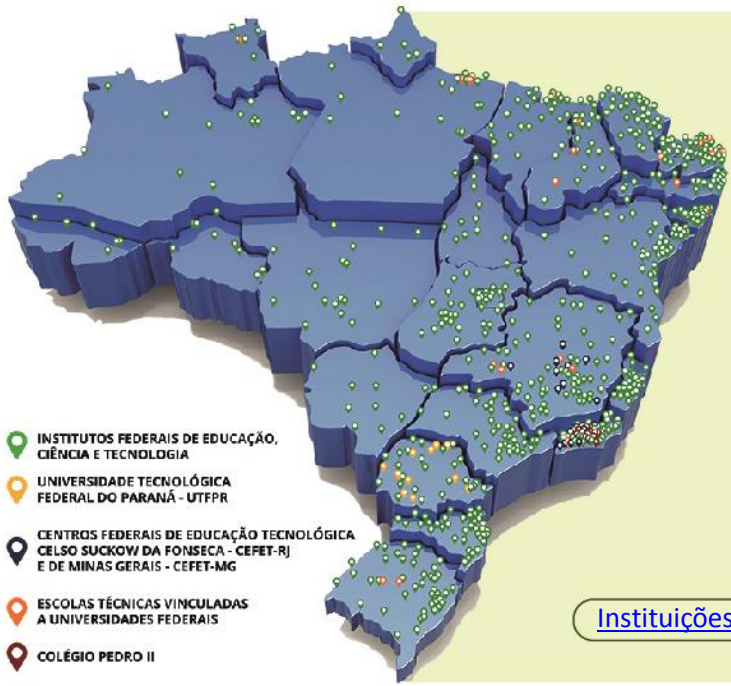 INSTITUTOS FEDERAIS DE EDUCAÇÃO,
CIÊNCIA E TECNOLOGIA
UNIVERSIDADE TECNOLÓGICA
FEDERAL DO PARANÁ - UTFPR
CENTROS FEDERAIS DE EDUCAÇÃO TECNOLÓGICA
CELSO SUCKOW DA FONSECA - CEFET-RJ
E DE MINAS GERAIS - CEFET-MG
ESCOLAS TÉCNICAS VINCULADAS
A UNIVERSIDADES FEDERAIS
COLÉGIO PEDRO II
Instituições